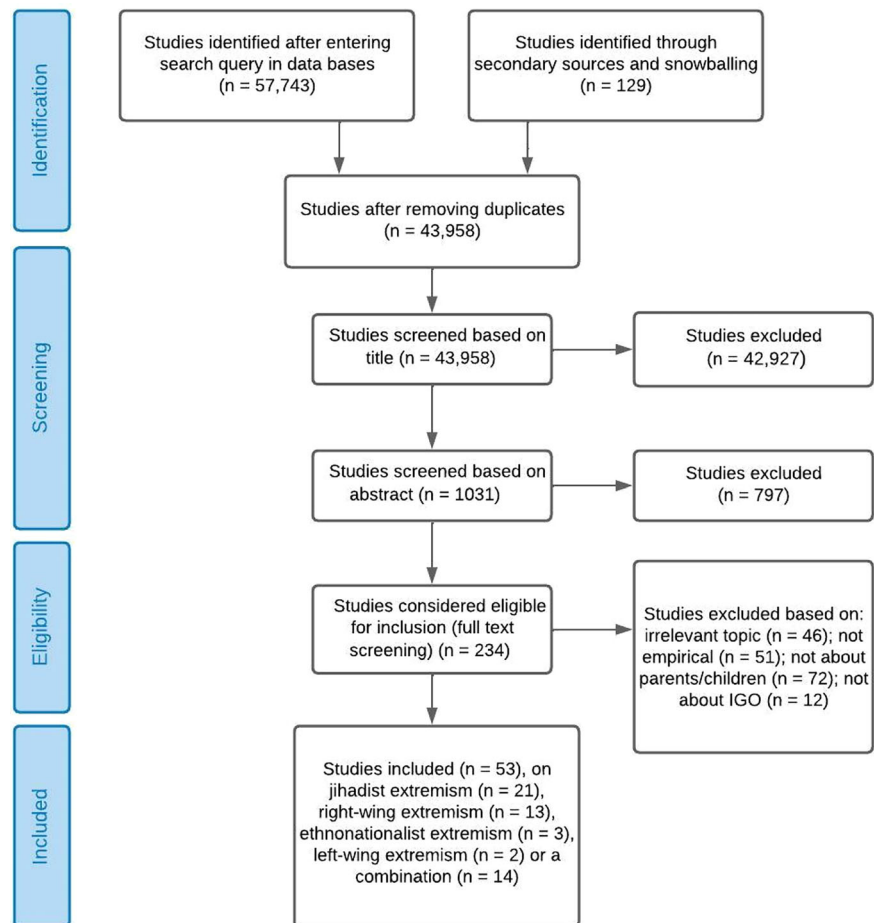 Identification
Studies identified after entering
search query in data bases
(n = 57,743)
Studies identified through
secondary sources and snowballing
(n = 129)
Studies after removing duplicates
(n = 43,958)
Screening
Studies screened based on
title (n = 43,958)
Studies excluded
(n = 42,927)
Studies screened based on
abstract (n = 1031)
Studies excluded
(n = 797)
Eligibility
Studies considered eligible
for inclusion (full text
screening) (n = 234)
Studies excluded based on:
irrelevant topic (n = 46); not
empirical (n = 51); not about
parents/children (n = 72); not
about IGO (n = 12)
Included
Studies included (n = 53), on
jihadist extremism (n = 21),
right-wing extremism (n = 13),
ethnonationalist extremism (n = 3),
left-wing extremism (n = 2) or a
combination (n = 14)